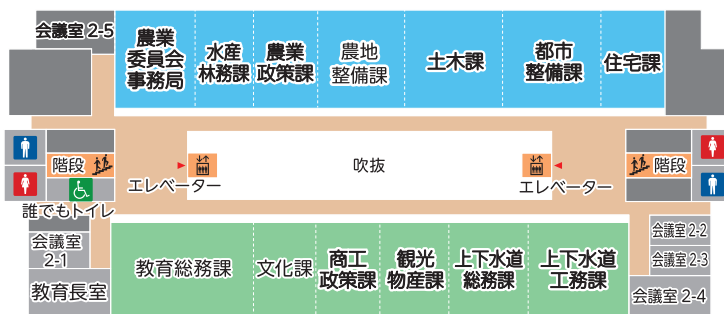 会議室 2-5
農業
委員会
事務局
水産
林務課
農業
政策課
農地
整備課
土木課
都市
整備課
住宅課
階段
エレベーター
吹抜
エレベーター
階段
誰でもトイレ
会議室
2-1
教育長室
教育総務課
文化課
商工
政策課
観光
物産課
上下水道
総務課
上下水道
工務課
会議室 2-2
会議室 2-3
会議室 2-4